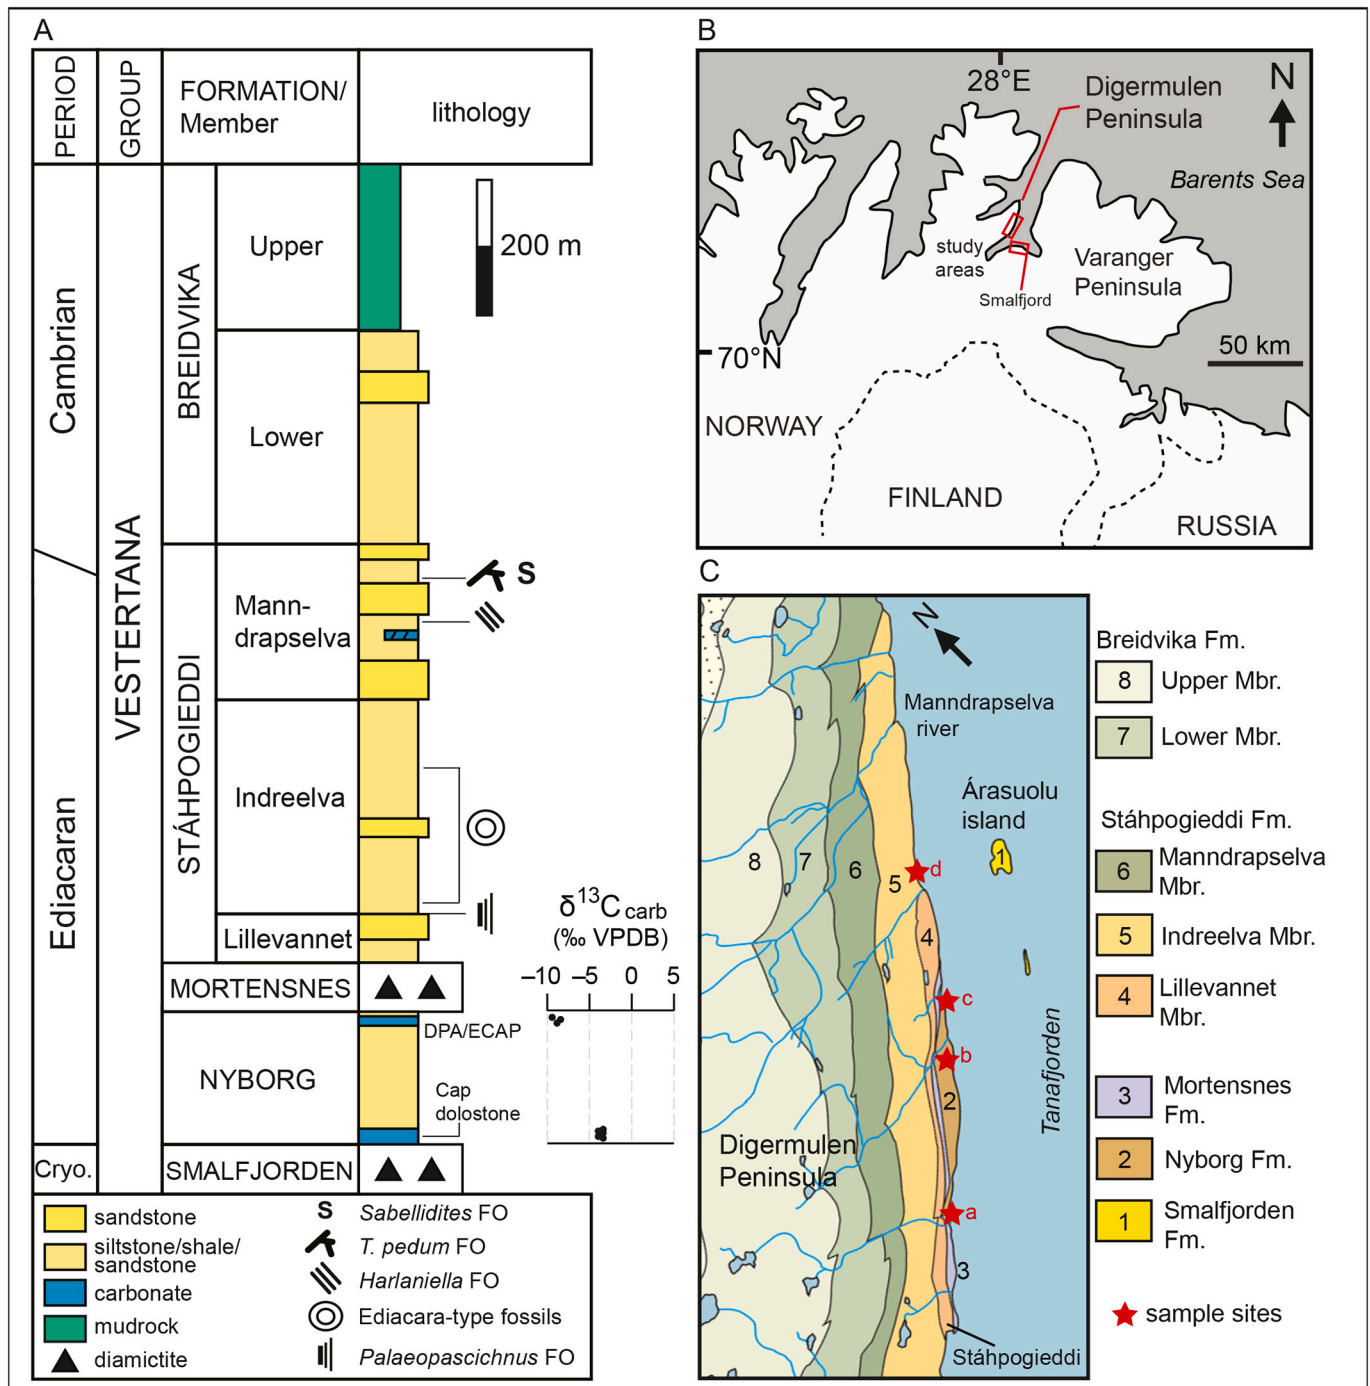 A
PERIOD
GROUP
FORMATION/
Member
lithology
Cambrian
Ediacaran
Cryo.
VESTERTANA
BREIDVIKA
STÁHPOGIEDDI
Upper
200 m
Lower
S
Mann-
drapselva
Indreelva
Lillevannet
MORTENSNES
DPA/ECAP
NYBORG
Cap
dolostone
SMALFJORDEN
δ13Ccarb
(‰ VPDB)
–10 –5 0 5
sandstone
siltstone/shale/
sandstone
carbonate
mudrock
diamictite
S Sabellidites FO
T. pedum FO
Harlaniella FO
Ediacara-type fossils
Palaeopascichnus FO
B
28°E
Digermulen
Peninsula
N
Barents Sea
study
areas
Smalfjord
Varanger
Peninsula
70°N
50 km
NORWAY
FINLAND
RUSSIA
C
N
Manndrapselva
river
Árasuolu
island
1
8 7 6 5 d
4
c
b
2
a
3
Tanafjorden
Digermulen
Peninsula
Stáhpogieddi
Breidvika Fm.
8 Upper Mbr.
7 Lower Mbr.
Stáhpogieddi Fm.
6 Manndrapselva
Mbr.
5 Indreelva Mbr.
4 Lillevannet
Mbr.
3 Mortensnes
Fm.
2 Nyborg Fm.
1 Smalfjorden
Fm.
sample sites